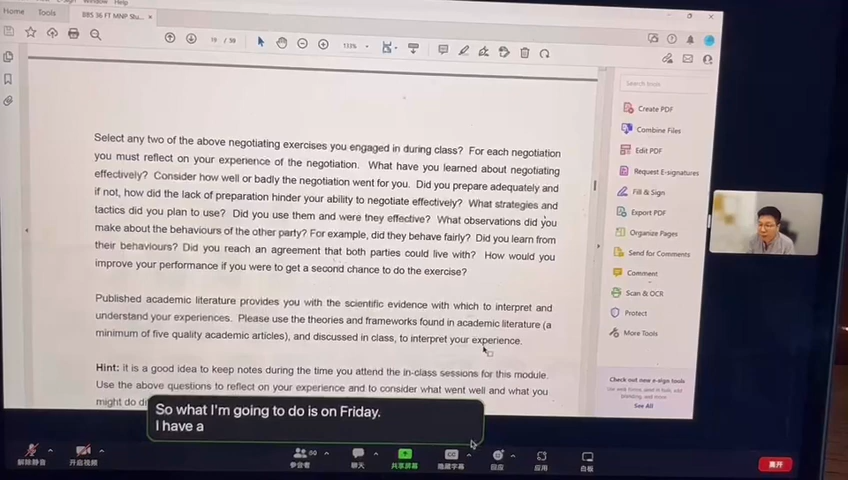 Window Help
Home Tools BBS 36 FT MNP Stu... ×
19 / 50
133%
Search tools
Select any two of the above negotiating exercises you engaged in during class? For each negotiation
you must reflect on your experience of the negotiation. What have you learned about negotiating
effectively? Consider how well or badly the negotiation went for you. Did you prepare adequately and
if not, how did the lack of preparation hinder your ability to negotiate effectively? What strategies and
tactics did you plan to use? Did you use them and were they effective? What observations did you
make about the behaviours of the other party? For example, did they behave fairly? Did you learn from
their behaviours? Did you reach an agreement that both parties could live with? How would you
improve your performance if you were to get a second chance to do the exercise?
Published academic literature provides you with the scientific evidence with which to interpret and
understand your experiences. Please use the theories and frameworks found in academic literature (a
minimum of five quality academic articles), and discussed in class, to interpret your experience.
Hint: it is a good idea to keep notes during the time you attend the in-class sessions for this module.
Use the above questions to reflect on your experience and to consider what went well and what you
might do di
Create PDF
Combine Files
Edit PDF
Request E-signatures
Fill & Sign
Export PDF
Organize Pages
Send for Comments
Comment
Scan & OCR
Protect
More Tools
Check out new e-sign tools
See All
So what I'm going to do is on Friday.
I have a
解除静音
开启视频
参会者
聊天
共享屏幕
CC
隐藏字幕
回应
应用
白板
离开